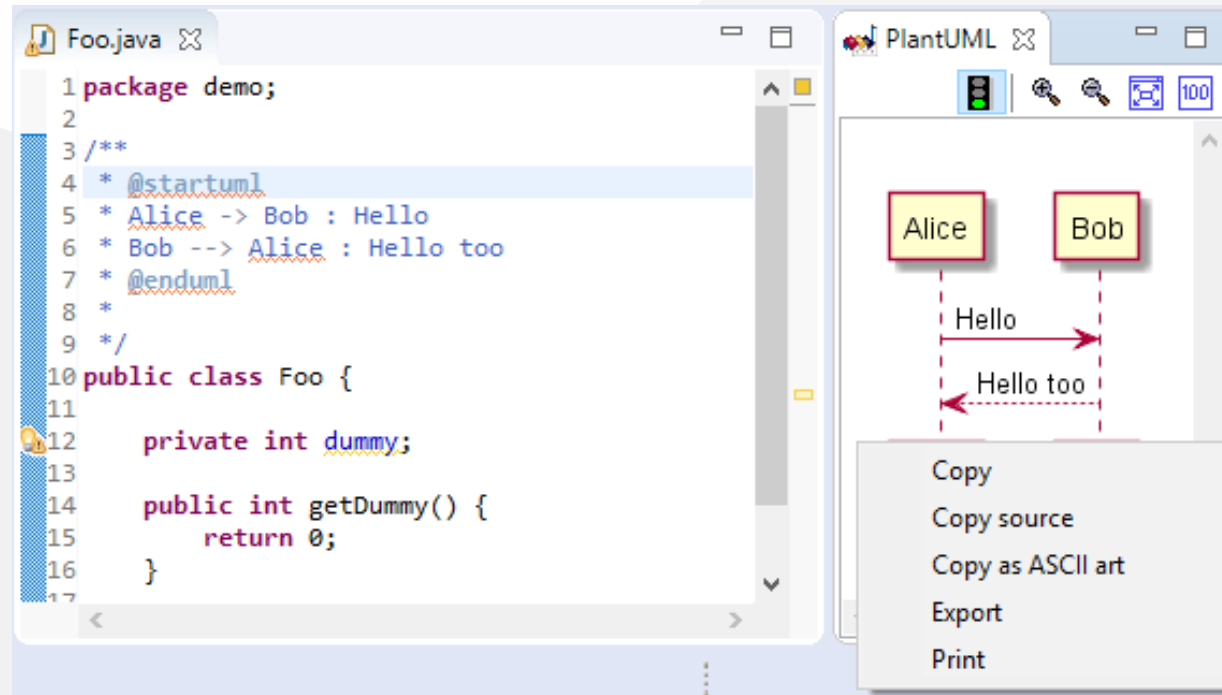 Foo.java
1 package demo;
2
3 /**
4  * @startuml
5  * Alice -> Bob : Hello
6  * Bob --> Alice : Hello too
7  * @enduml
8  *
9  */
10 public class Foo {
11
12     private int dummy;
13
14     public int getDummy() {
15         return 0;
16     }
17
PlantUML
100
Alice Bob
Hello
Hello too
Copy
Copy source
Copy as ASCII art
Export
Print